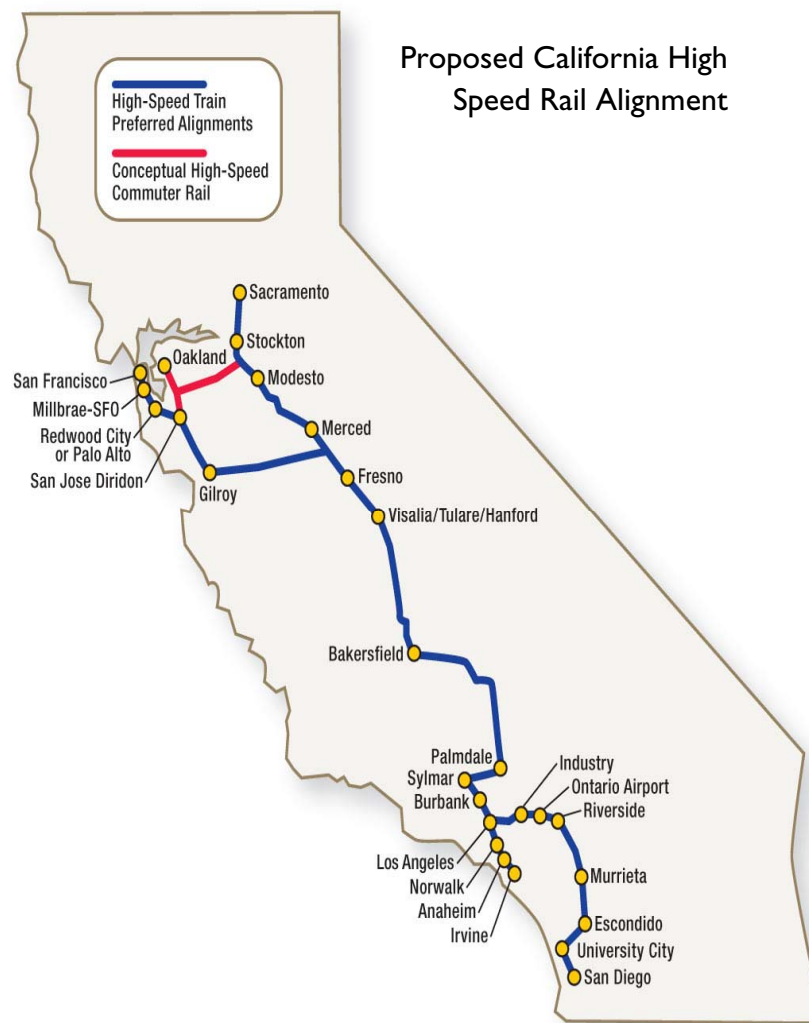 Proposed California High
Speed Rail Alignment
High-Speed Train
Preferred Alignments
Conceptual High-Speed
Commuter Rail
Sacramento
Stockton
Oakland
Modesto
San Francisco
Millbrae-SFO
Redwood City
or Palo Alto
San Jose Diridon
Merced
Gilroy
Fresno
Visalia/Tulare/Hanford
Bakersfield
Palmdale
Sylmar
Burbank
Industry
Ontario Airport
Riverside
Los Angeles
Norwalk
Anaheim
Irvine
Murrieta
Escondido
University City
San Diego